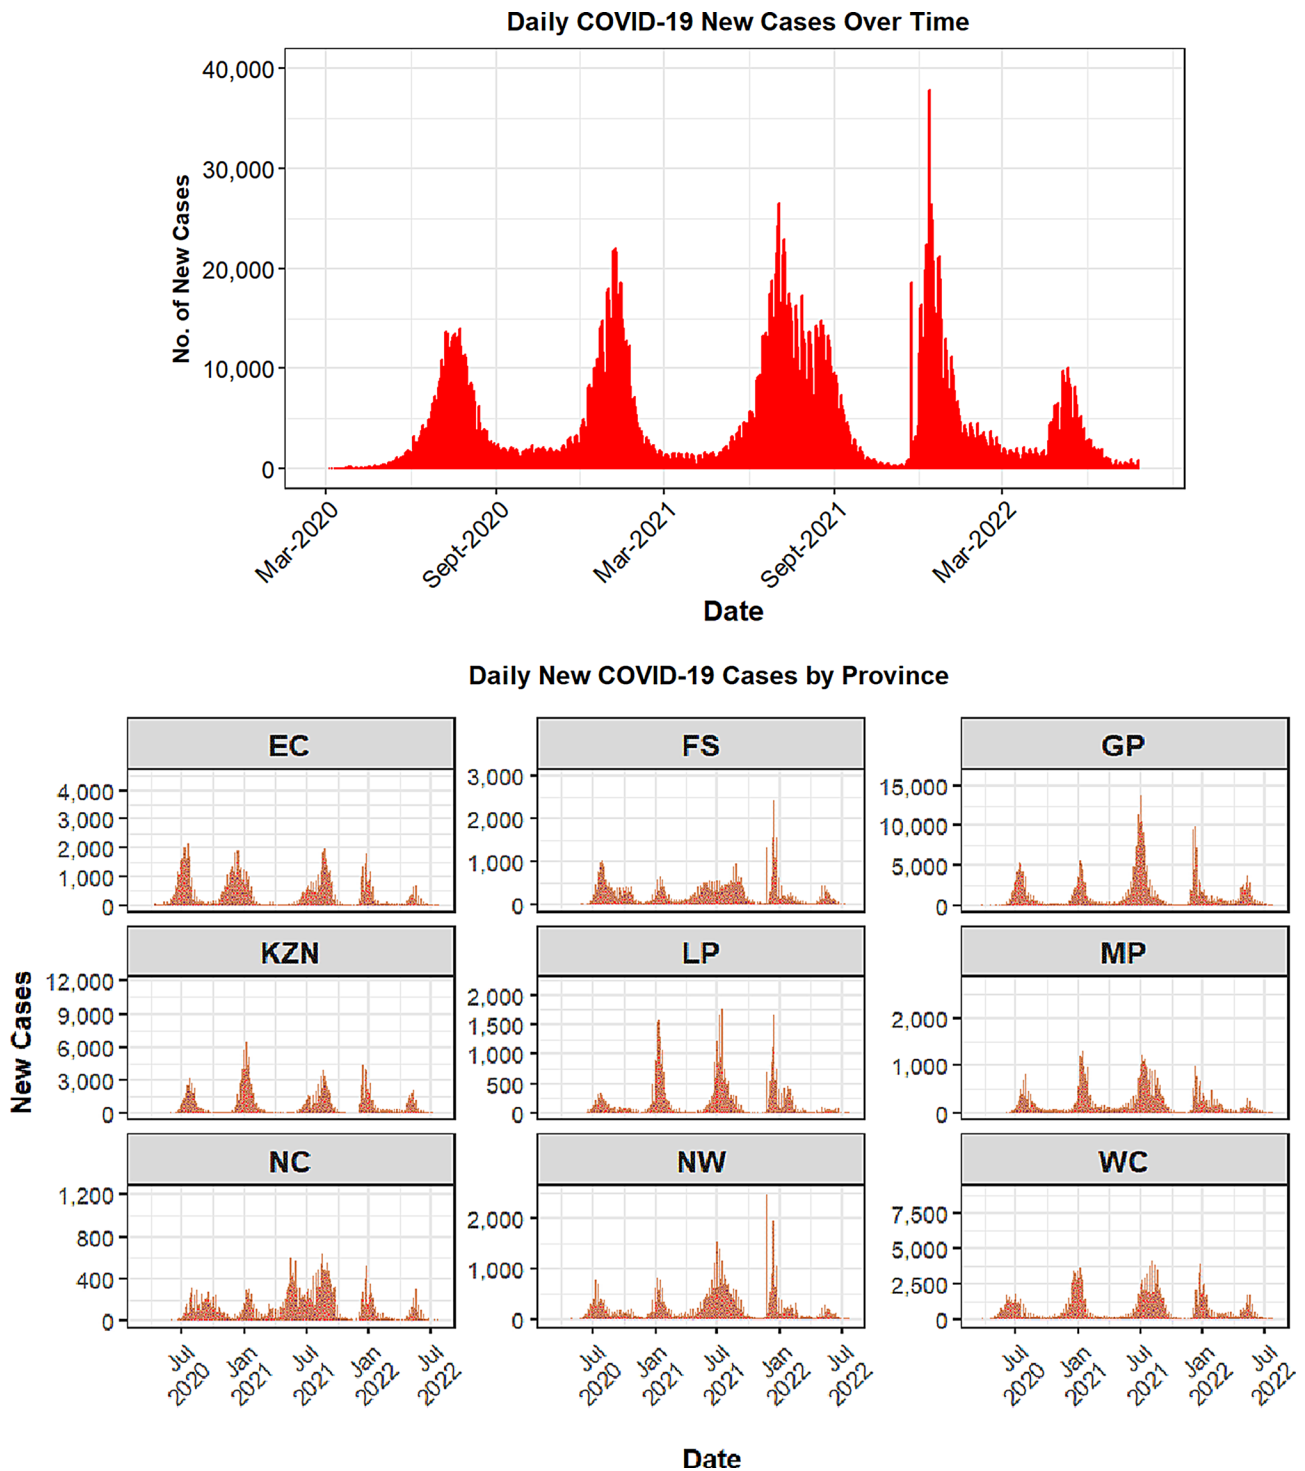 Daily COVID-19 New Cases Over Time
40,000
30,000
20,000
10,000
0
No. of New Cases
Mar-2020
Sept-2020
Mar-2021
Sept-2021
Mar-2022
Date
Daily New COVID-19 Cases by Province
New Cases
EC
4,000
3,000
2,000
1,000
0
FS
3,000
2,000
1,000
0
GP
15,000
10,000
5,000
0
KZN
12,000
9,000
6,000
3,000
0
LP
2,000
1,500
1,000
500
0
MP
2,000
1,000
0
NC
1,200
800
400
0
NW
2,000
1,000
0
WC
7,500
5,000
2,500
0
Jul 2020
Jan 2021
Jul 2021
Jan 2022
Jul 2022
Jul 2020
Jan 2021
Jul 2021
Jan 2022
Jul 2022
Jul 2020
Jan 2021
Jul 2021
Jan 2022
Jul 2022
Date